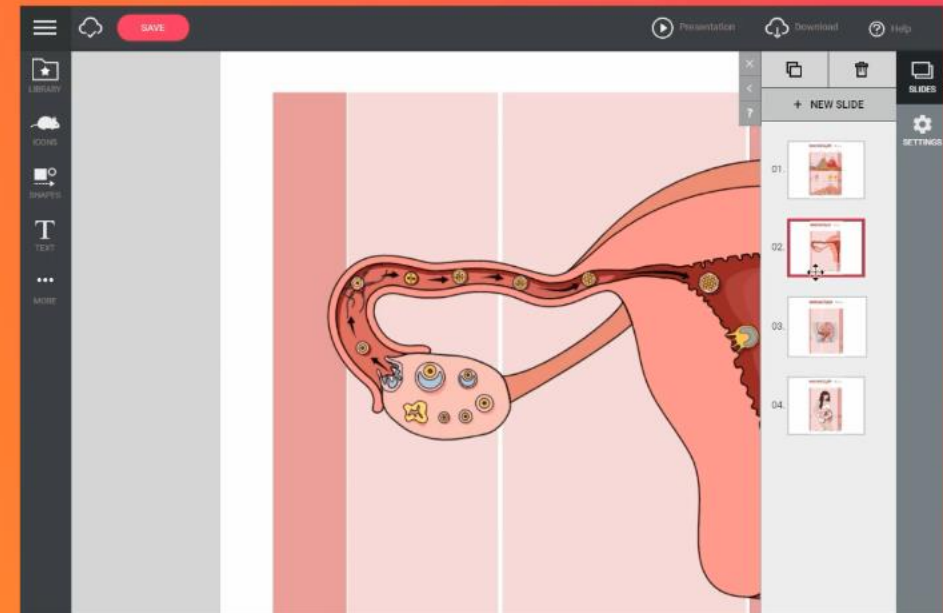 SAVE
Presentation
Download
Help
LIBRARY
ICONS
SHAPES
TEXT
MORE
×
<
?
+ NEW SLIDE
01.
02.
03.
04.
SLIDES
SETTINGS